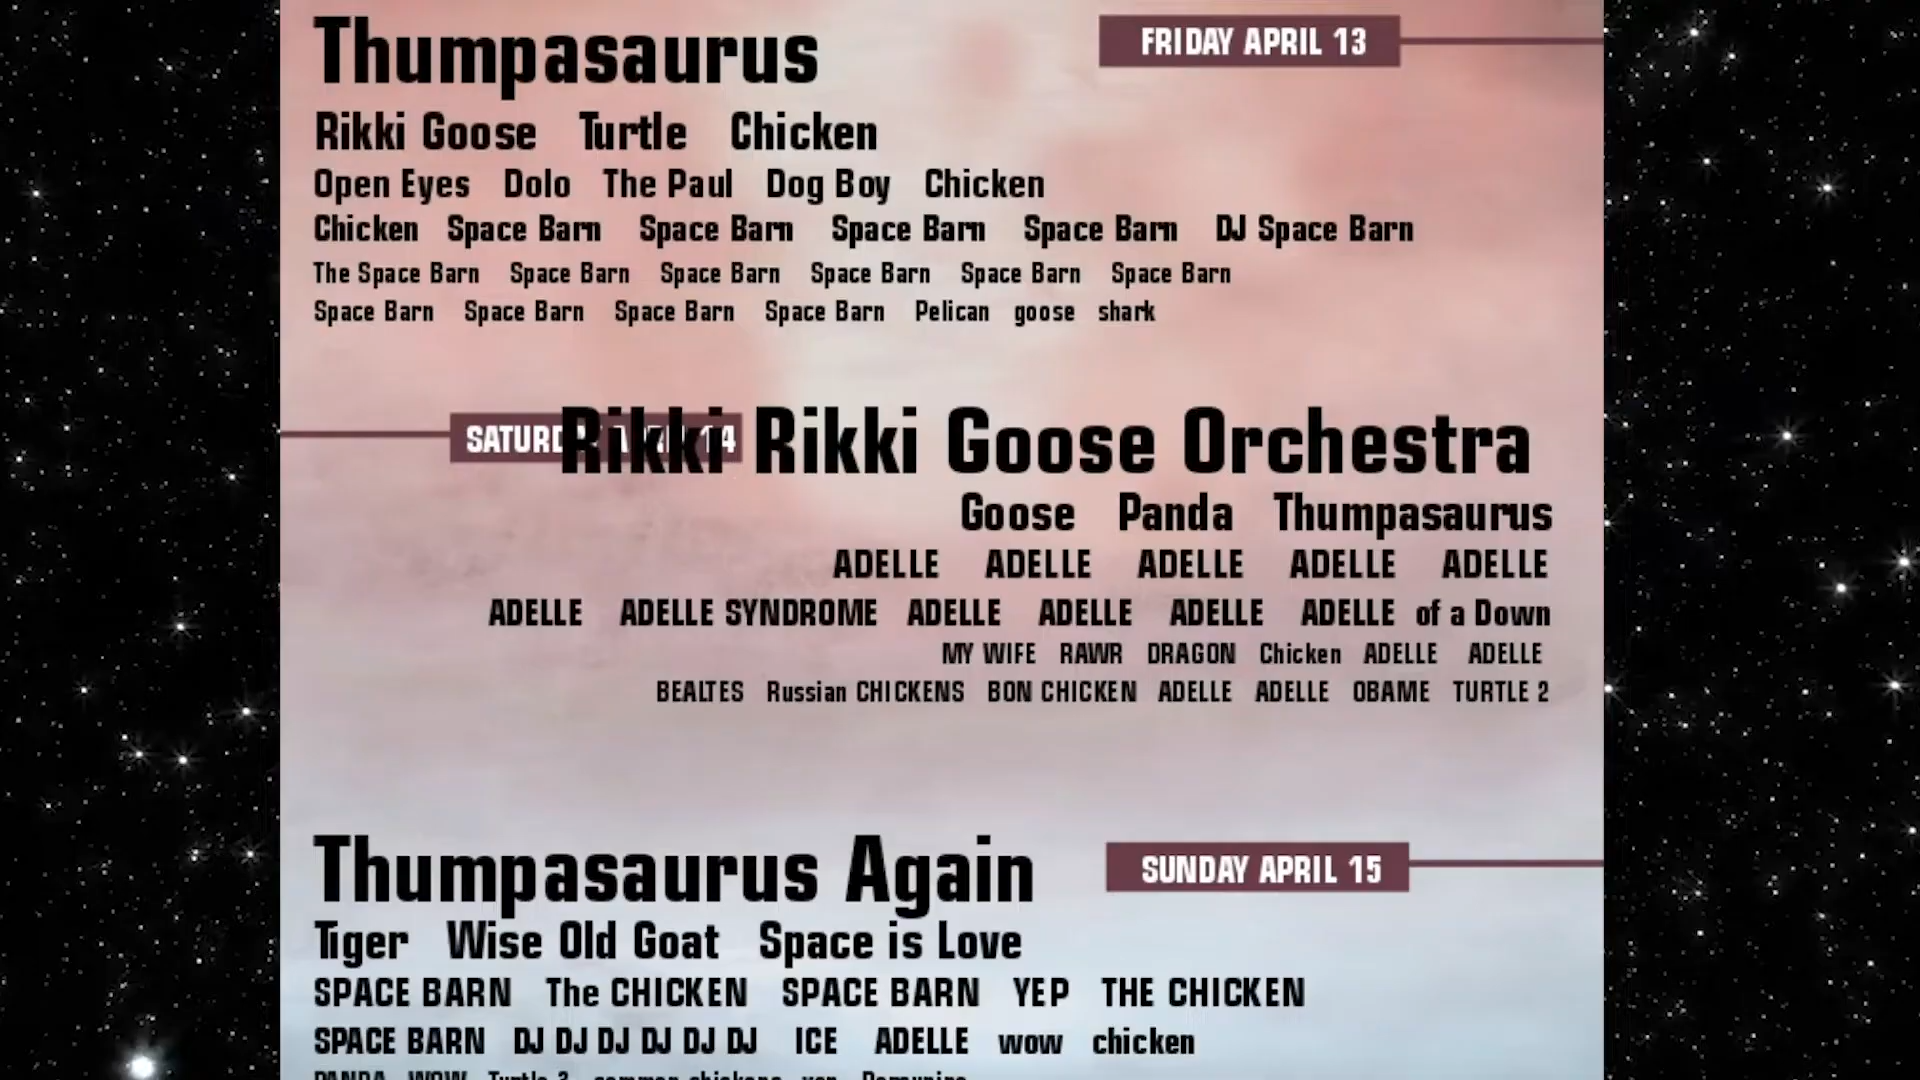 Thumpasaurus FRIDAY APRIL 13
Rikki Goose Turtle Chicken
Open Eyes Dolo The Paul Dog Boy Chicken
Chicken Space Barn Space Barn Space Barn Space Barn DJ Space Barn
The Space Barn Space Barn Space Barn Space Barn Space Barn Space Barn
Space Barn Space Barn Space Barn Space Barn Pelican goose shark
Rikki Rikki Goose Orchestra
Goose Panda Thumpasaurus
ADELLE ADELLE ADELLE ADELLE ADELLE
ADELLE ADELLE SYNDROME ADELLE ADELLE ADELLE ADELLE of a Down
MY WIFE RAWR DRAGON Chicken ADELLE ADELLE
BEALTES Russian CHICKENS BON CHICKEN ADELLE ADELLE OBAME TURTLE 2
Thumpasaurus Again SUNDAY APRIL 15
Tiger Wise Old Goat Space is Love
SPACE BARN The CHICKEN SPACE BARN YEP THE CHICKEN
SPACE BARN DJ DJ DJ DJ DJ DJ ICE ADELLE wow chicken